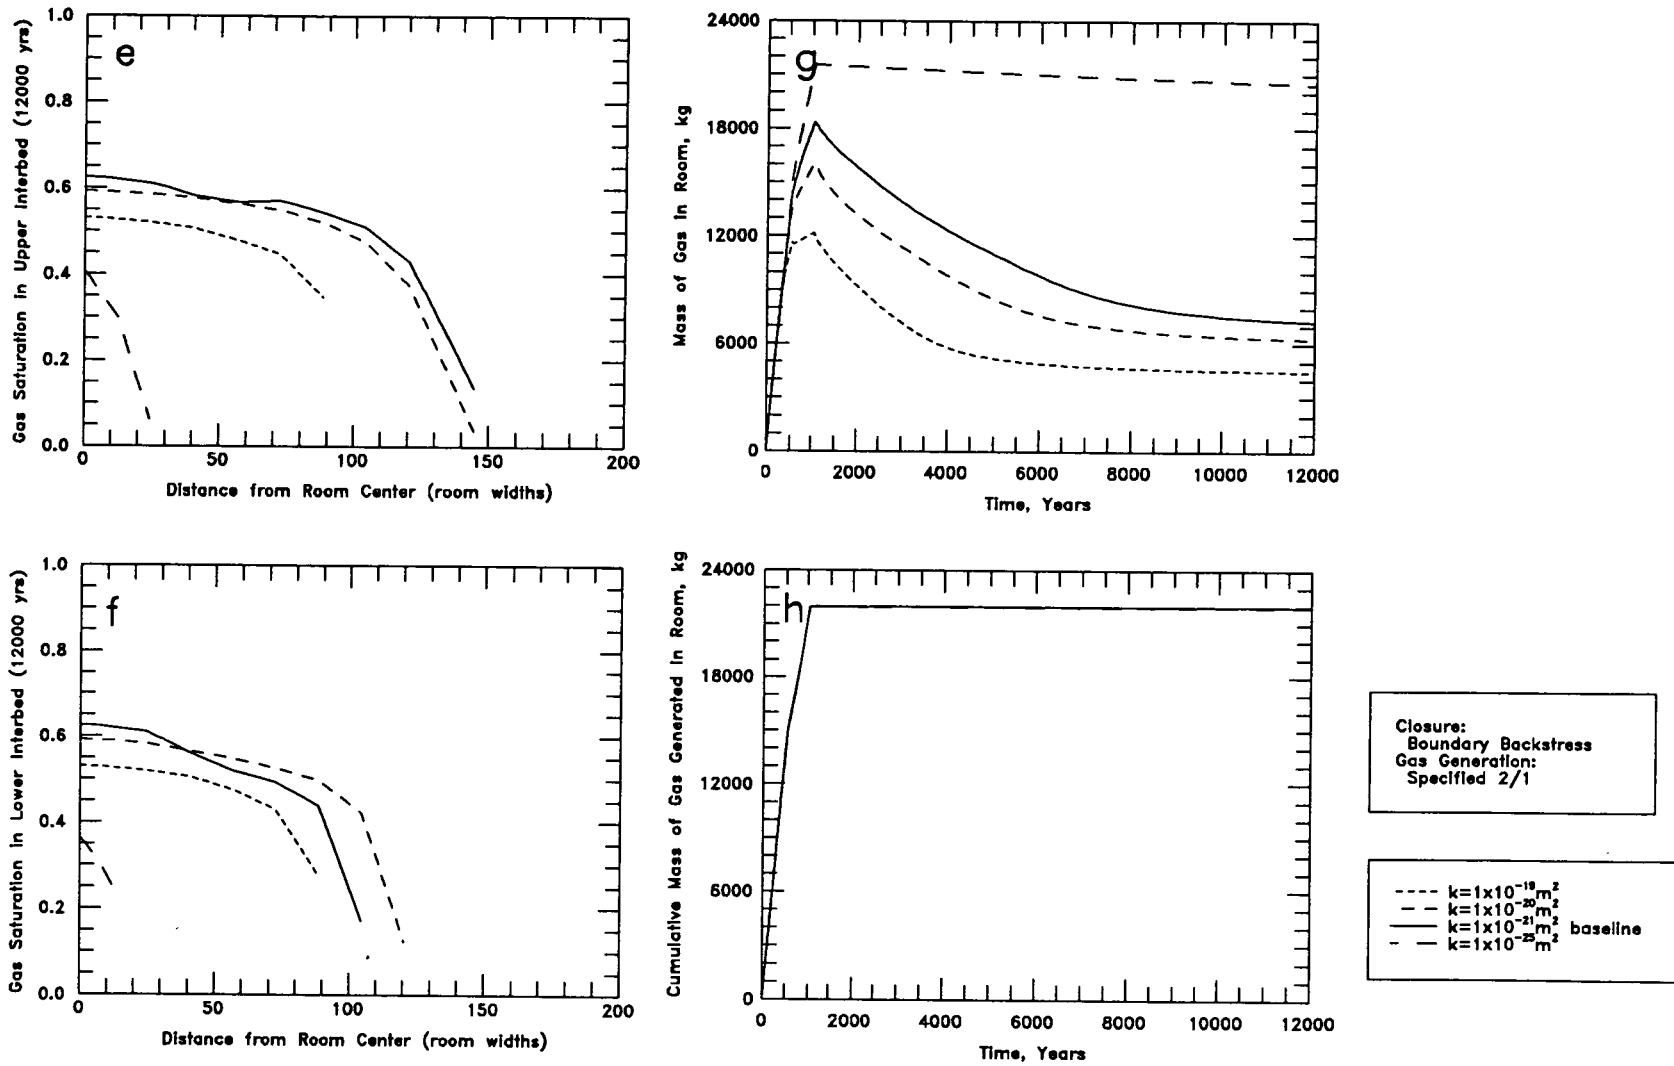 e
1.0
0.8
0.6
0.4
0.2
0.0
Gas Saturation in Upper Interbed (12000 yrs)
0 50 100 150 200
Distance from Room Center (room widths)
g
24000
18000
12000
6000
0
Mass of Gas in Room, kg
0 2000 4000 6000 8000 10000 12000
Time, Years
f
1.0
0.8
0.6
0.4
0.2
0.0
Gas Saturation in Lower Interbed (12000 yrs)
0 50 100 150 200
Distance from Room Center (room widths)
h
24000
18000
12000
6000
0
Cumulative Mass of Gas Generated in Room, kg
0 2000 4000 6000 8000 10000 12000
Time, Years
Closure:
Boundary Backstress
Gas Generation:
Specified 2/1
k=1x10⁻¹⁹m²
k=1x10⁻²⁰m²
k=1x10⁻²¹m² baseline
k=1x10⁻²⁵m²